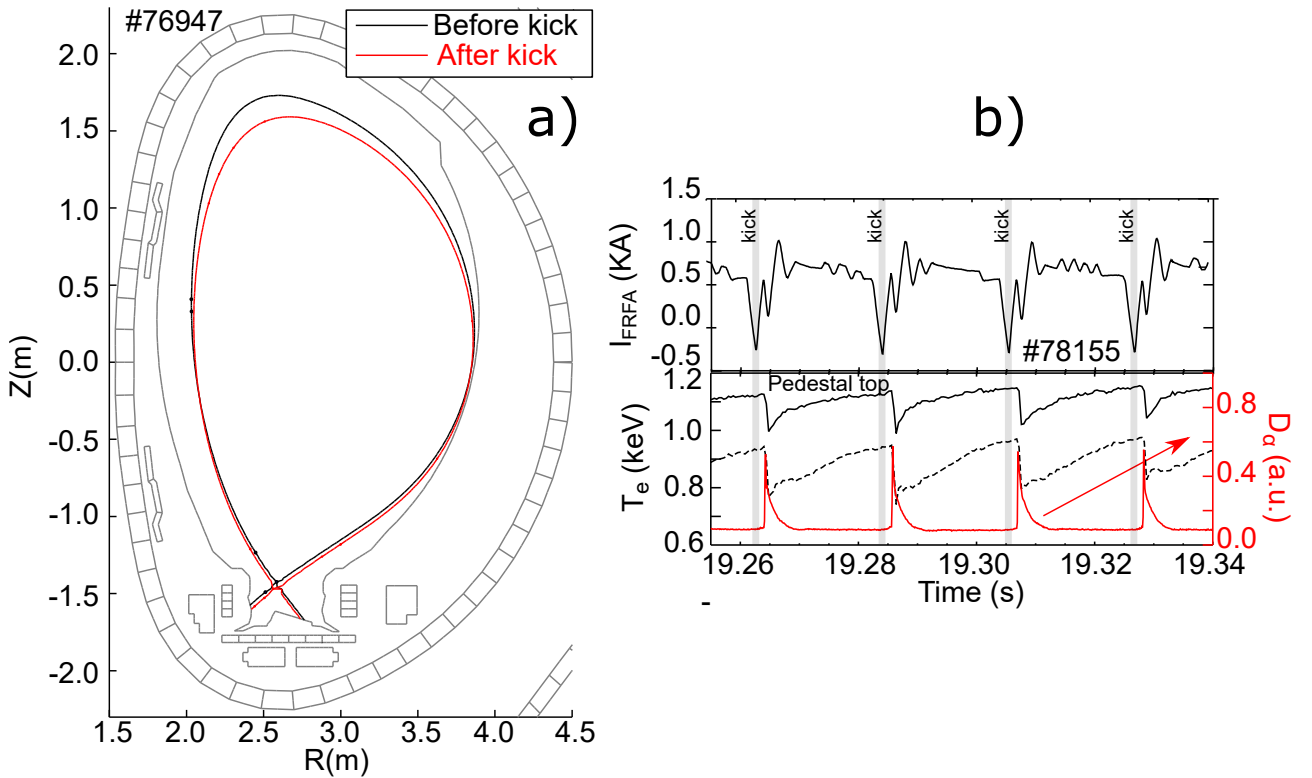 #76947
Before kick
After kick
a)
2.0
1.5
1.0
0.5
0.0
-0.5
-1.0
-1.5
-2.0
Z(m)
1.5 2.0 2.5 3.0 3.5 4.0 4.5
R(m)
b)
1.5
1.0
0.5
0.0
-0.5
I_FRFA (KA)
kick kick kick kick
#78155
Pedestal top
1.2
1.0
0.8
0.6
T_e (keV)
0.8
0.4
0.0
D_α (a.u.)
19.26 19.28 19.30 19.32 19.34
Time (s)
-